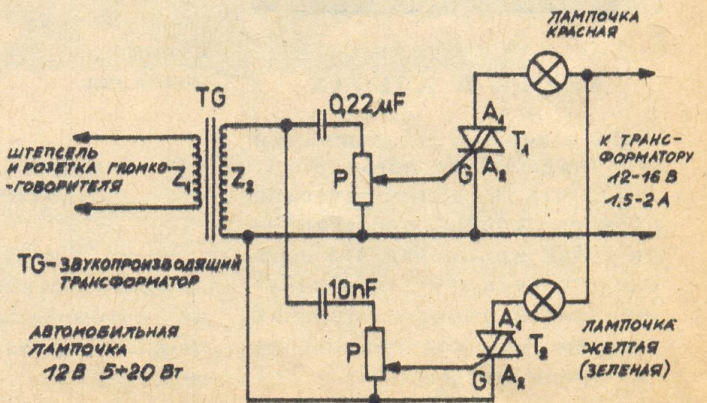 ЛАМПОЧКА
КРАСНАЯ
TG
0,22µF
A₁
T₁
ШТЕПСЕЛЬ
И РОЗЕТКА ГРОМКО-
-ГОВОРИТЕЛЯ
Z₁
Z₂
P
G
A₂
К ТРАНС-
ФОРМАТОРУ
12-16 В
1.5-2 А
TG-ЗВУКОПРОИЗВОДЯЩИЙ
ТРАНСФОРМАТОР
10nF
A₁
T₂
АВТОМОБИЛЬНАЯ
ЛАМПОЧКА
12 В 5÷20 Вт
P
G
A₂
ЛАМПОЧКА
ЖЕЛТАЯ
(ЗЕЛЕНАЯ)